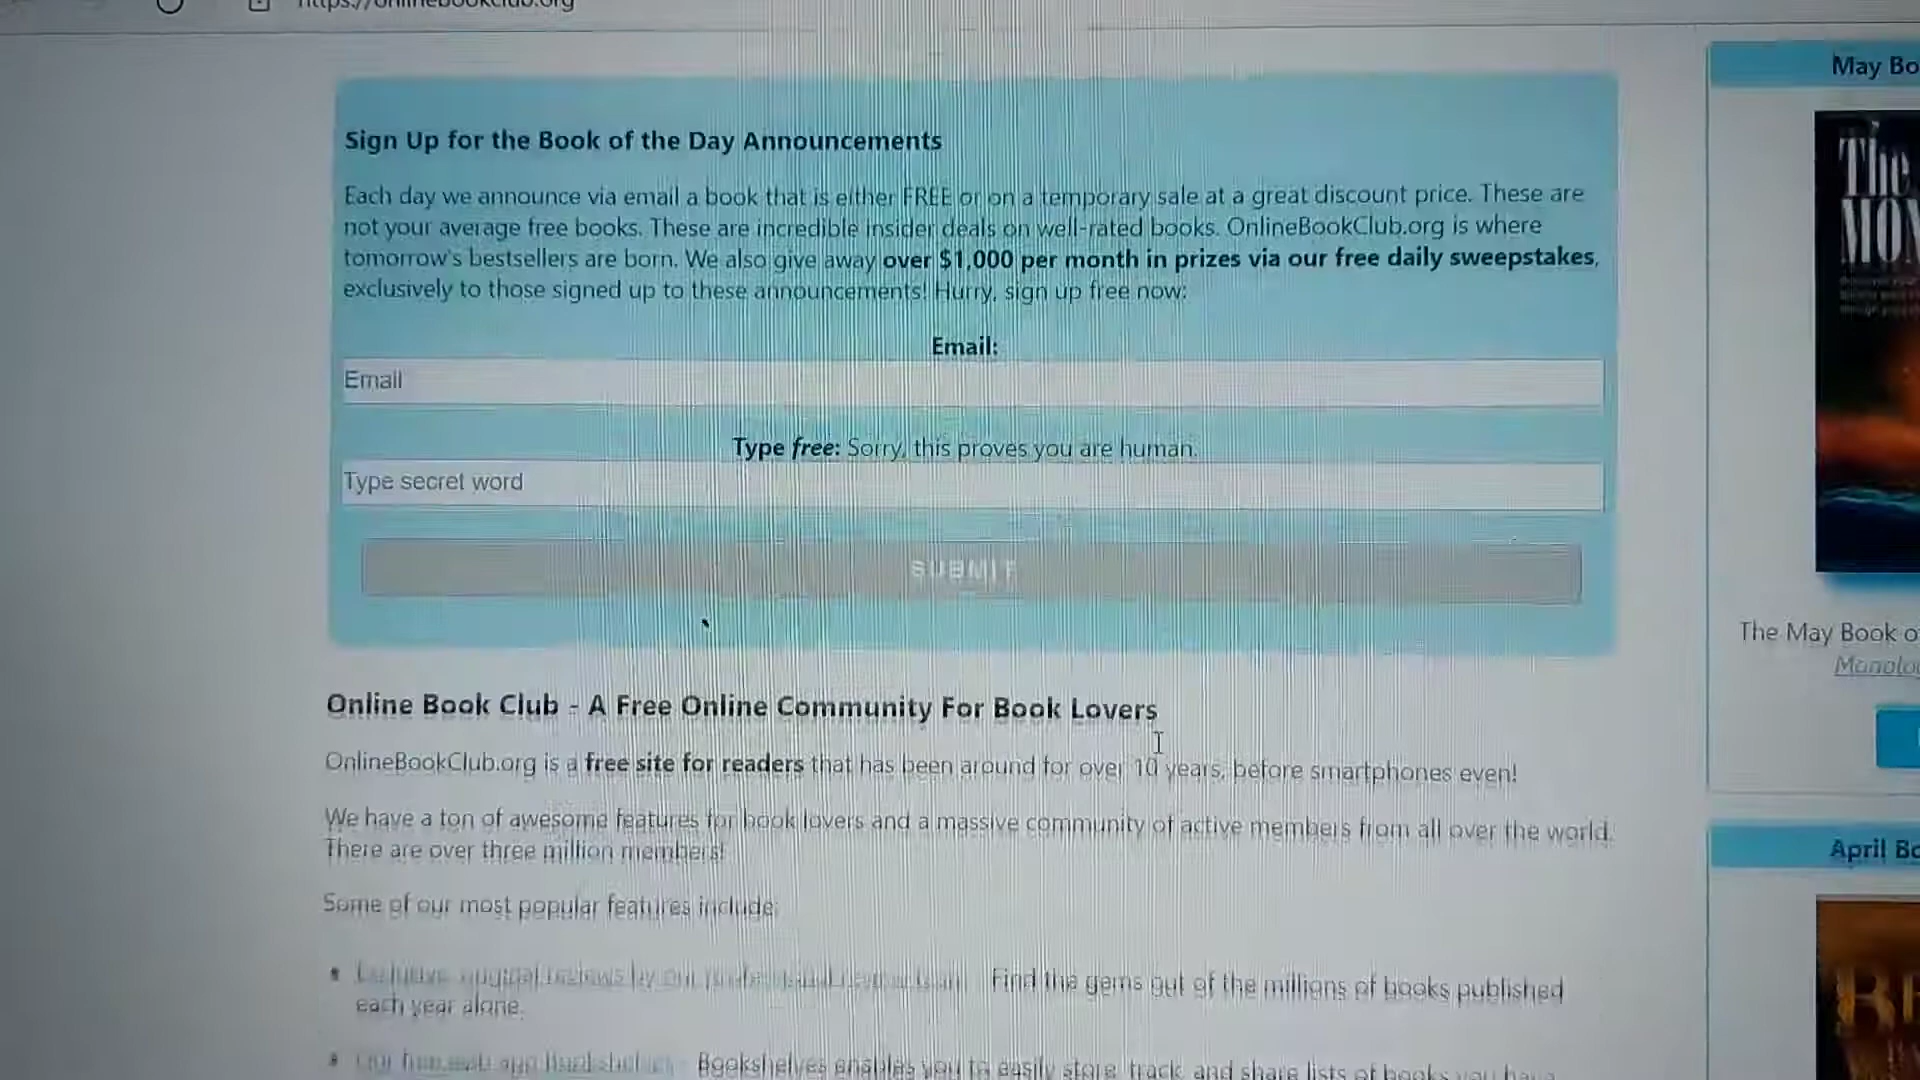 https://onlinebookclub.org
Sign Up for the Book of the Day Announcements
Each day we announce via email a book that is either FREE or on a temporary sale at a great discount price. These are
not your average free books. These are incredible insider deals on well-rated books. OnlineBookClub.org is where
tomorrow's bestsellers are born. We also give away over $1,000 per month in prizes via our free daily sweepstakes,
exclusively to those signed up to these announcements! Hurry, sign up free now:
Email:
Email
Type free: Sorry, this proves you are human.
Type secret word
SUBMIT
Online Book Club - A Free Online Community For Book Lovers
OnlineBookClub.org is a free site for readers that has been around for over 10 years, before smartphones even!
We have a ton of awesome features for book lovers and a massive community of active members from all over the world.
There are over three million members!
Some of our most popular features include:
Find the gems out of the millions of books published
each year alone.
Bookshelves enables you to easily store, track, and share lists of books you have
May Bo
The
MON
The May Book o
Monolo
April Bo